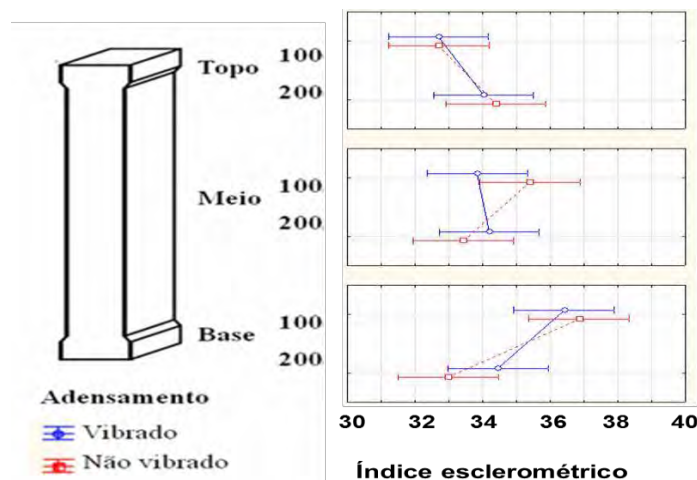 Topo
100
200
Meio
100
200
Base
100
200
Adensamento
Vibrado
Não vibrado
30 32 34 36 38 40
Índice esclerométrico